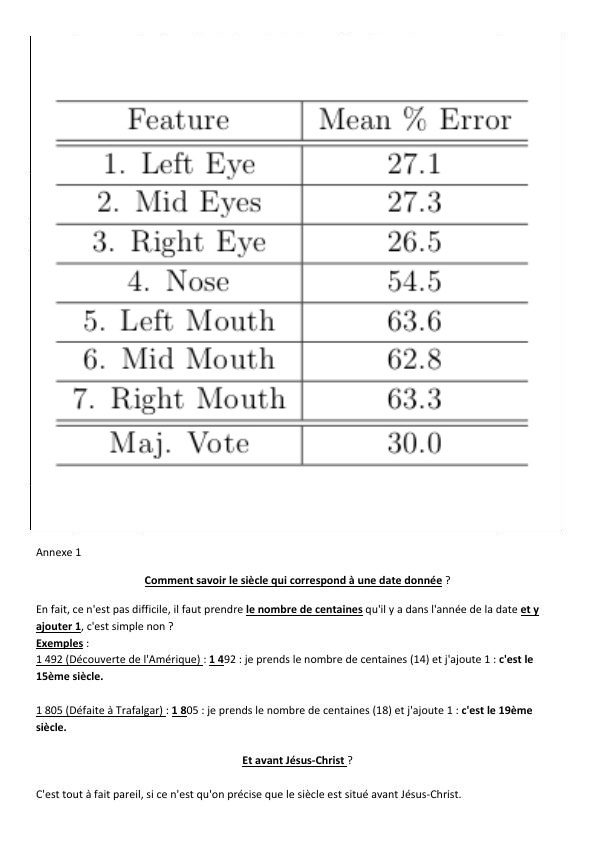 Feature Mean % Error
1. Left Eye 27.1
2. Mid Eyes 27.3
3. Right Eye 26.5
4. Nose 54.5
5. Left Mouth 63.6
6. Mid Mouth 62.8
7. Right Mouth 63.3
Maj. Vote 30.0
Annexe 1
Comment savoir le siècle qui correspond à une date donnée ?
En fait, ce n'est pas difficile, il faut prendre le nombre de centaines qu'il y a dans l'année de la date et y
ajouter 1, c'est simple non ?
Exemples :
1 492 (Découverte de l'Amérique) : 1 492 : je prends le nombre de centaines (14) et j'ajoute 1 : c'est le
15ème siècle.
1 805 (Défaite à Trafalgar) : 1 805 : je prends le nombre de centaines (18) et j'ajoute 1 : c'est le 19ème
siècle.
Et avant Jésus-Christ ?
C'est tout à fait pareil, si ce n'est qu'on précise que le siècle est situé avant Jésus-Christ.